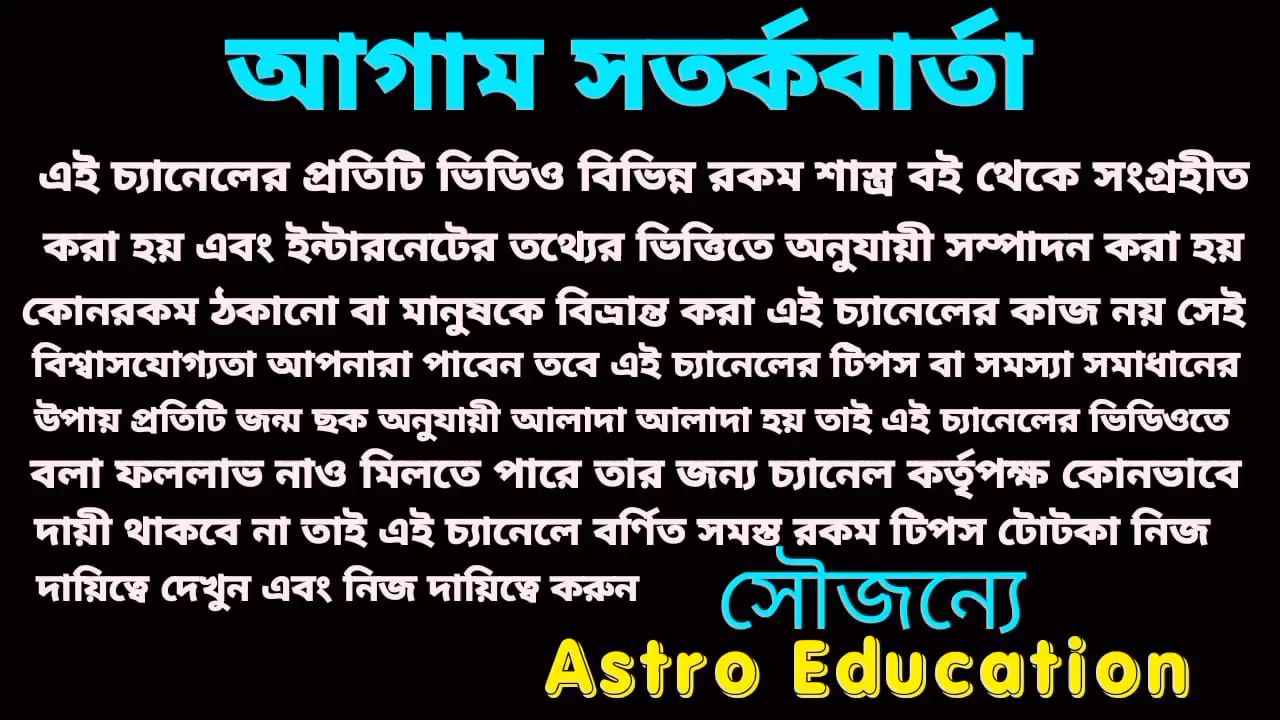 আগাম সতর্কবার্তা
এই চ্যানেলের প্রতিটি ভিডিও বিভিন্ন রকম শাস্ত্র বই থেকে সংগ্রহীত
করা হয় এবং ইন্টারনেটের তথ্যের ভিত্তিতে অনুযায়ী সম্পাদন করা হয়
কোনরকম ঠকানো বা মানুষকে বিভ্রান্ত করা এই চ্যানেলের কাজ নয় সেই
বিশ্বাসযোগ্যতা আপনারা পাবেন তবে এই চ্যানেলের টিপস বা সমস্যা সমাধানের
উপায় প্রতিটি জন্ম ছক অনুযায়ী আলাদা আলাদা হয় তাই এই চ্যানেলের ভিডিওতে
বলা ফললাভ নাও মিলতে পারে তার জন্য চ্যানেল কর্তৃপক্ষ কোনভাবে
দায়ী থাকবে না তাই এই চ্যানেলে বর্ণিত সমস্ত রকম টিপস টোটকা নিজ
দায়িত্বে দেখুন এবং নিজ দায়িত্বে করুন
সৌজন্যে
Astro Education